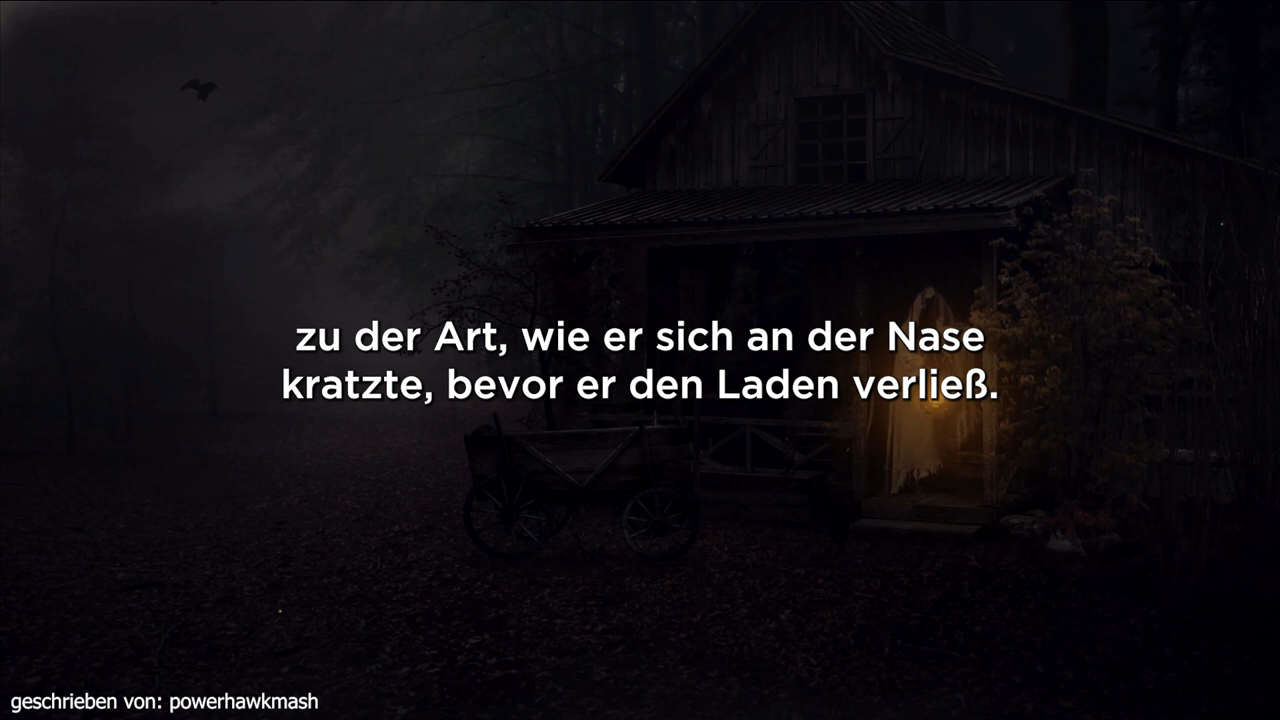 zu der Art, wie er sich an der Nase
kratzte, bevor er den Laden verließ.
geschrieben von: powerhawkmash